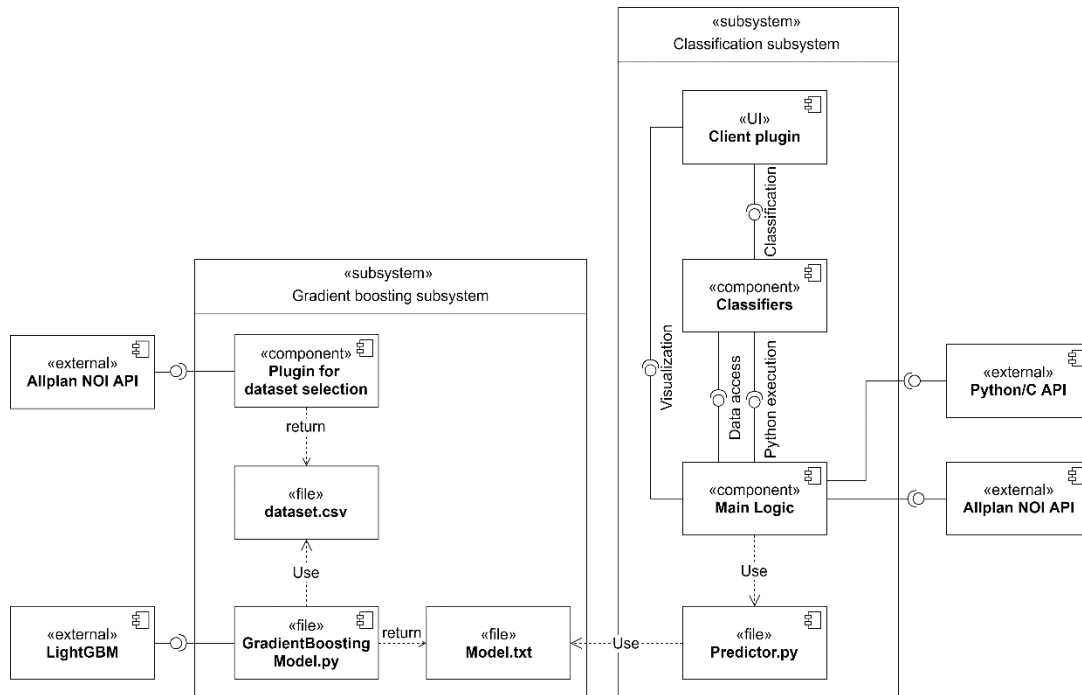 «subsystem»
Classification subsystem
«UI»
Client plugin
Classification
«component»
Classifiers
Visualization
Data access
Python execution
«component»
Main Logic
«external»
Python/C API
«external»
Allplan NOI API
Use
«file»
Predictor.py
«subsystem»
Gradient boosting subsystem
«external»
Allplan NOI API
«component»
Plugin for
dataset selection
return
«file»
dataset.csv
Use
«external»
LightGBM
«file»
GradientBoosting
Model.py
return
«file»
Model.txt
Use